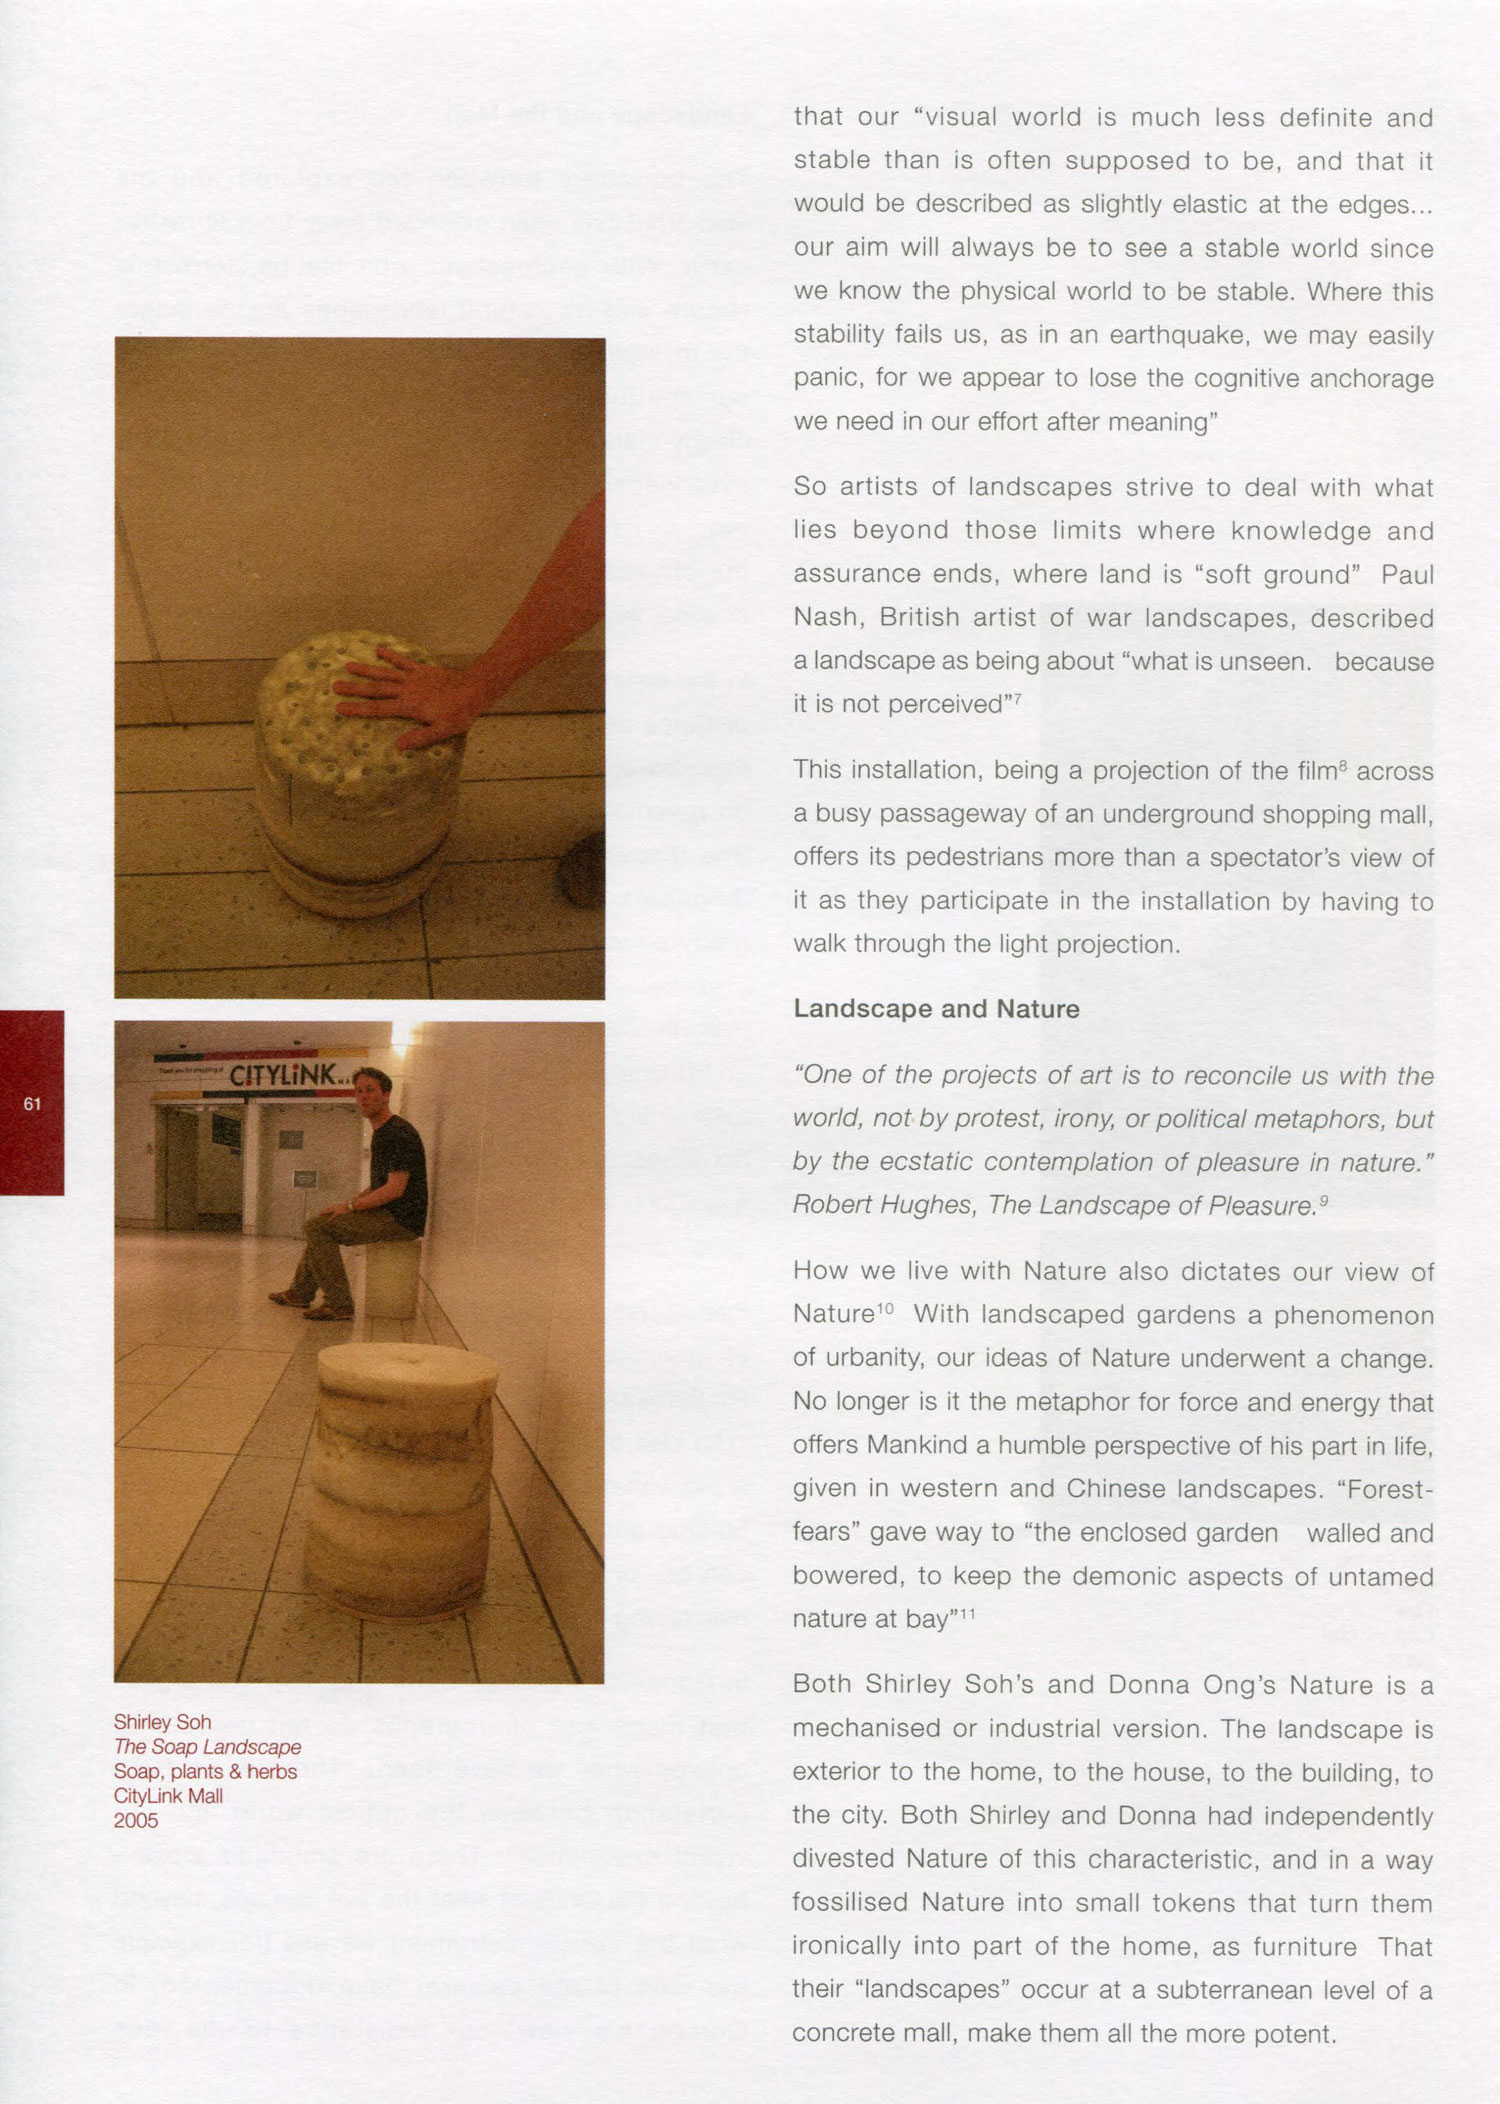 that our “visual world is much less definite and
stable than is often supposed to be, and that it
would be described as slightly elastic at the edges...
our aim will always be to see a stable world since
we know the physical world to be stable. Where this
stability fails us, as in an earthquake, we may easily
panic, for we appear to lose the cognitive anchorage
we need in our effort after meaning”
So artists of landscapes strive to deal with what
lies beyond those limits where knowledge and
assurance ends, where land is “soft ground” Paul
Nash, British artist of war landscapes, described
a landscape as being about “what is unseen. because
it is not perceived”⁷
This installation, being a projection of the film⁸ across
a busy passageway of an underground shopping mall,
offers its pedestrians more than a spectator’s view of
it as they participate in the installation by having to
walk through the light projection.
Landscape and Nature
“One of the projects of art is to reconcile us with the
world, not by protest, irony, or political metaphors, but
by the ecstatic contemplation of pleasure in nature.”
Robert Hughes, The Landscape of Pleasure.⁹
How we live with Nature also dictates our view of
Nature¹⁰ With landscaped gardens a phenomenon
of urbanity, our ideas of Nature underwent a change.
No longer is it the metaphor for force and energy that
offers Mankind a humble perspective of his part in life,
given in western and Chinese landscapes. “Forest-
fears” gave way to “the enclosed garden walled and
bowered, to keep the demonic aspects of untamed
nature at bay”¹¹
Both Shirley Soh’s and Donna Ong’s Nature is a
mechanised or industrial version. The landscape is
exterior to the home, to the house, to the building, to
the city. Both Shirley and Donna had independently
divested Nature of this characteristic, and in a way
fossilised Nature into small tokens that turn them
ironically into part of the home, as furniture That
their “landscapes” occur at a subterranean level of a
concrete mall, make them all the more potent.
Thank you for shopping at
CITYLiNK
61
Shirley Soh
The Soap Landscape
Soap, plants & herbs
CityLink Mall
2005